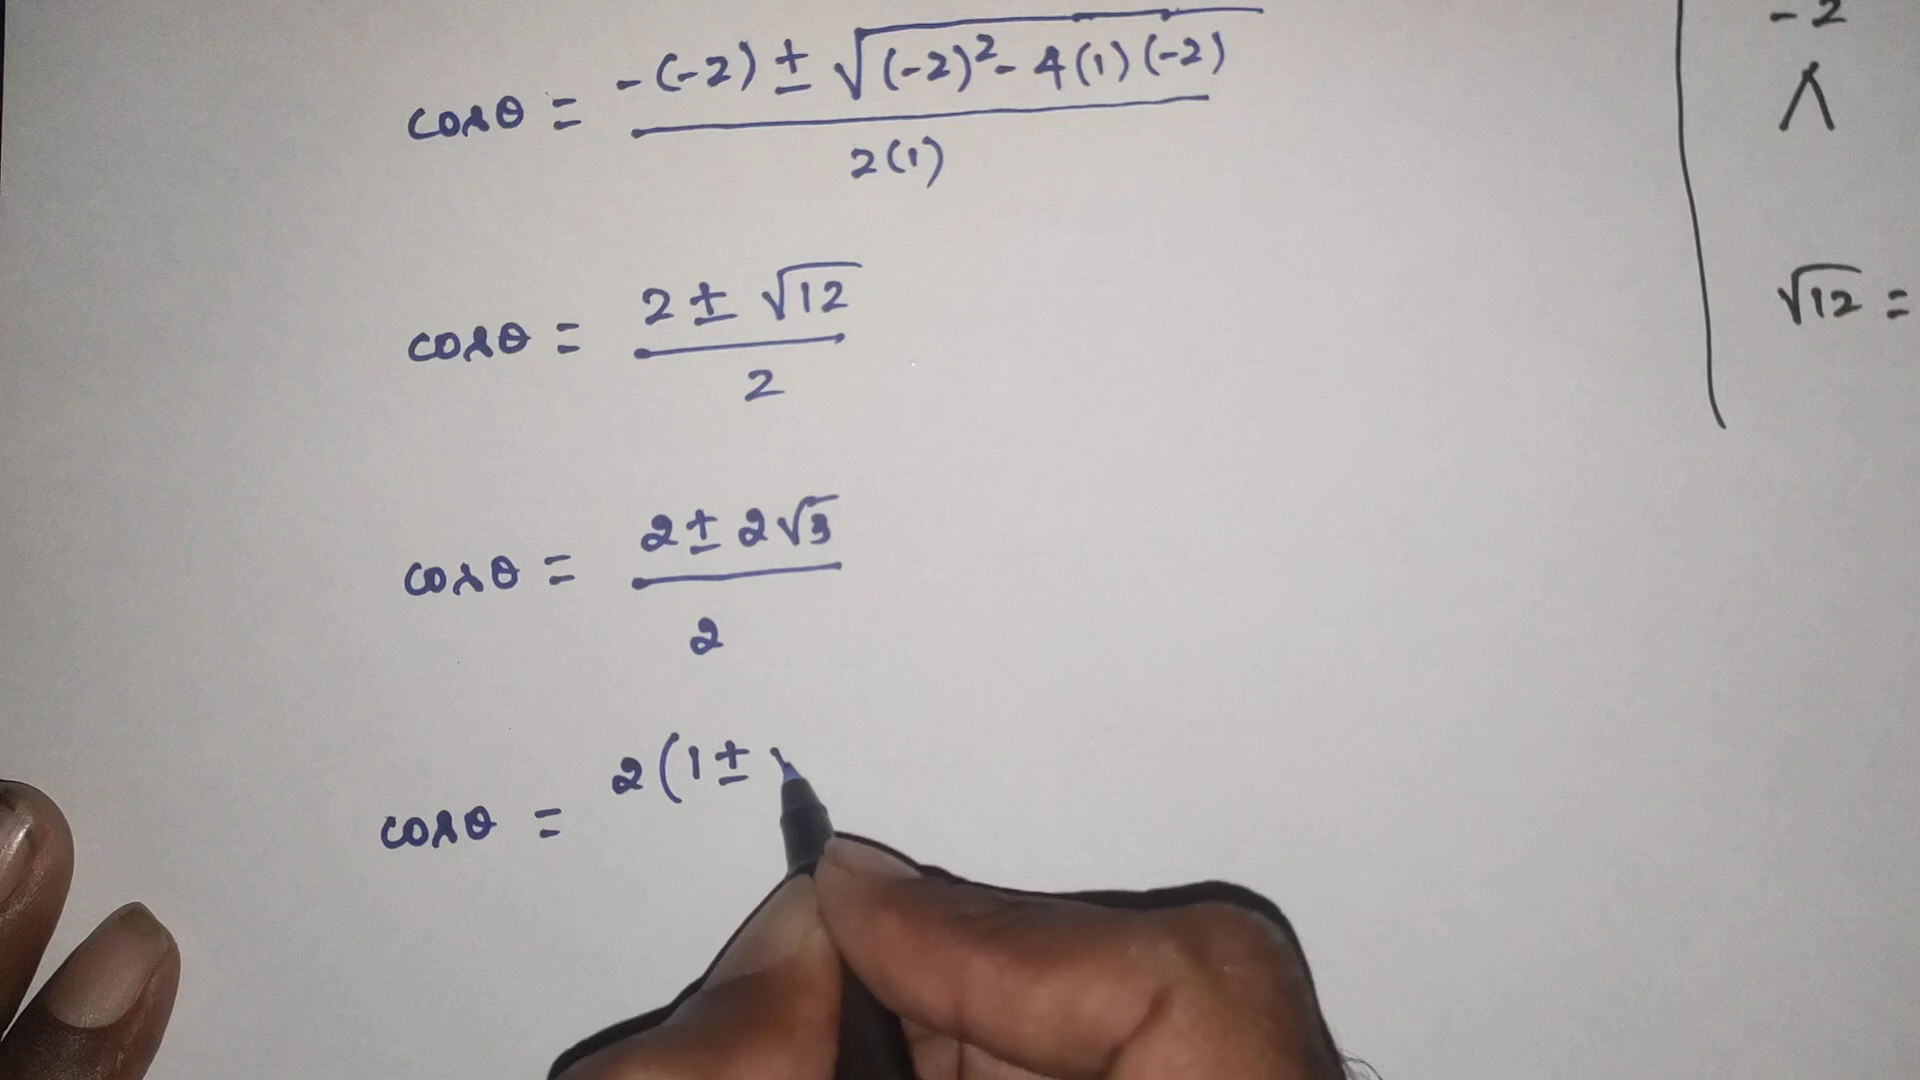 cosθ = -(-2) ± √(-2)² - 4(1)(-2)
2(1)
cosθ = 2 ± √12
2
cosθ = 2 ± 2√3
2
cosθ = 2(1 ±
-2
∧
√12 =